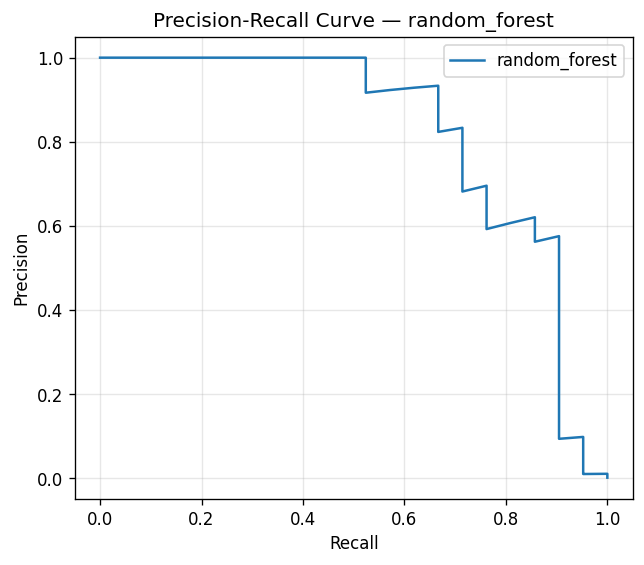 Precision-Recall Curve — random_forest
random_forest
1.0
0.8
0.6
0.4
0.2
0.0
Precision
0.0 0.2 0.4 0.6 0.8 1.0
Recall